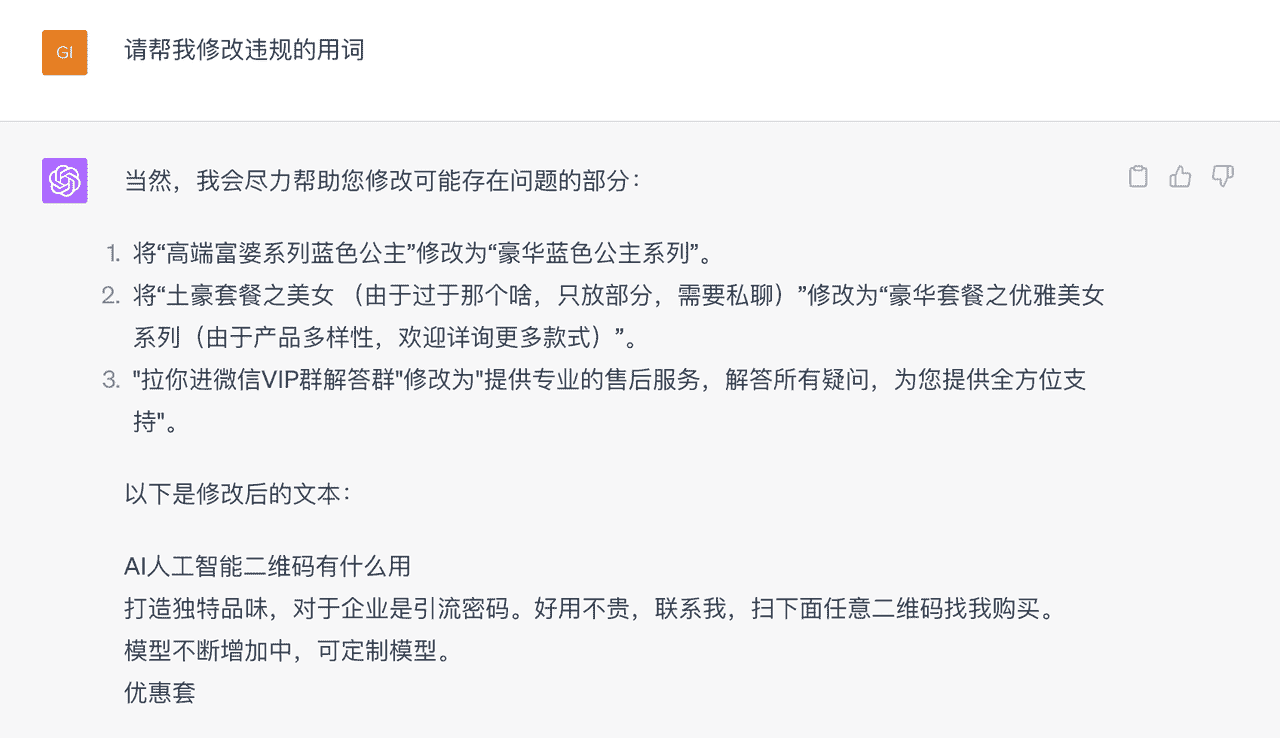 GI
请帮我修改违规的用词
当然，我会尽力帮助您修改可能存在问题的部分：
1. 将“高端富婆系列蓝色公主”修改为“豪华蓝色公主系列”。
2. 将“土豪套餐之美女 （由于过于那个啥，只放部分，需要私聊）”修改为“豪华套餐之优雅美女
系列（由于产品多样性，欢迎详询更多款式）”。
3. "拉你进微信VIP群解答群"修改为"提供专业的售后服务，解答所有疑问，为您提供全方位支
持"。
以下是修改后的文本：
AI人工智能二维码有什么用
打造独特品味，对于企业是引流密码。好用不贵，联系我，扫下面任意二维码找我购买。
模型不断增加中，可定制模型。
优惠套